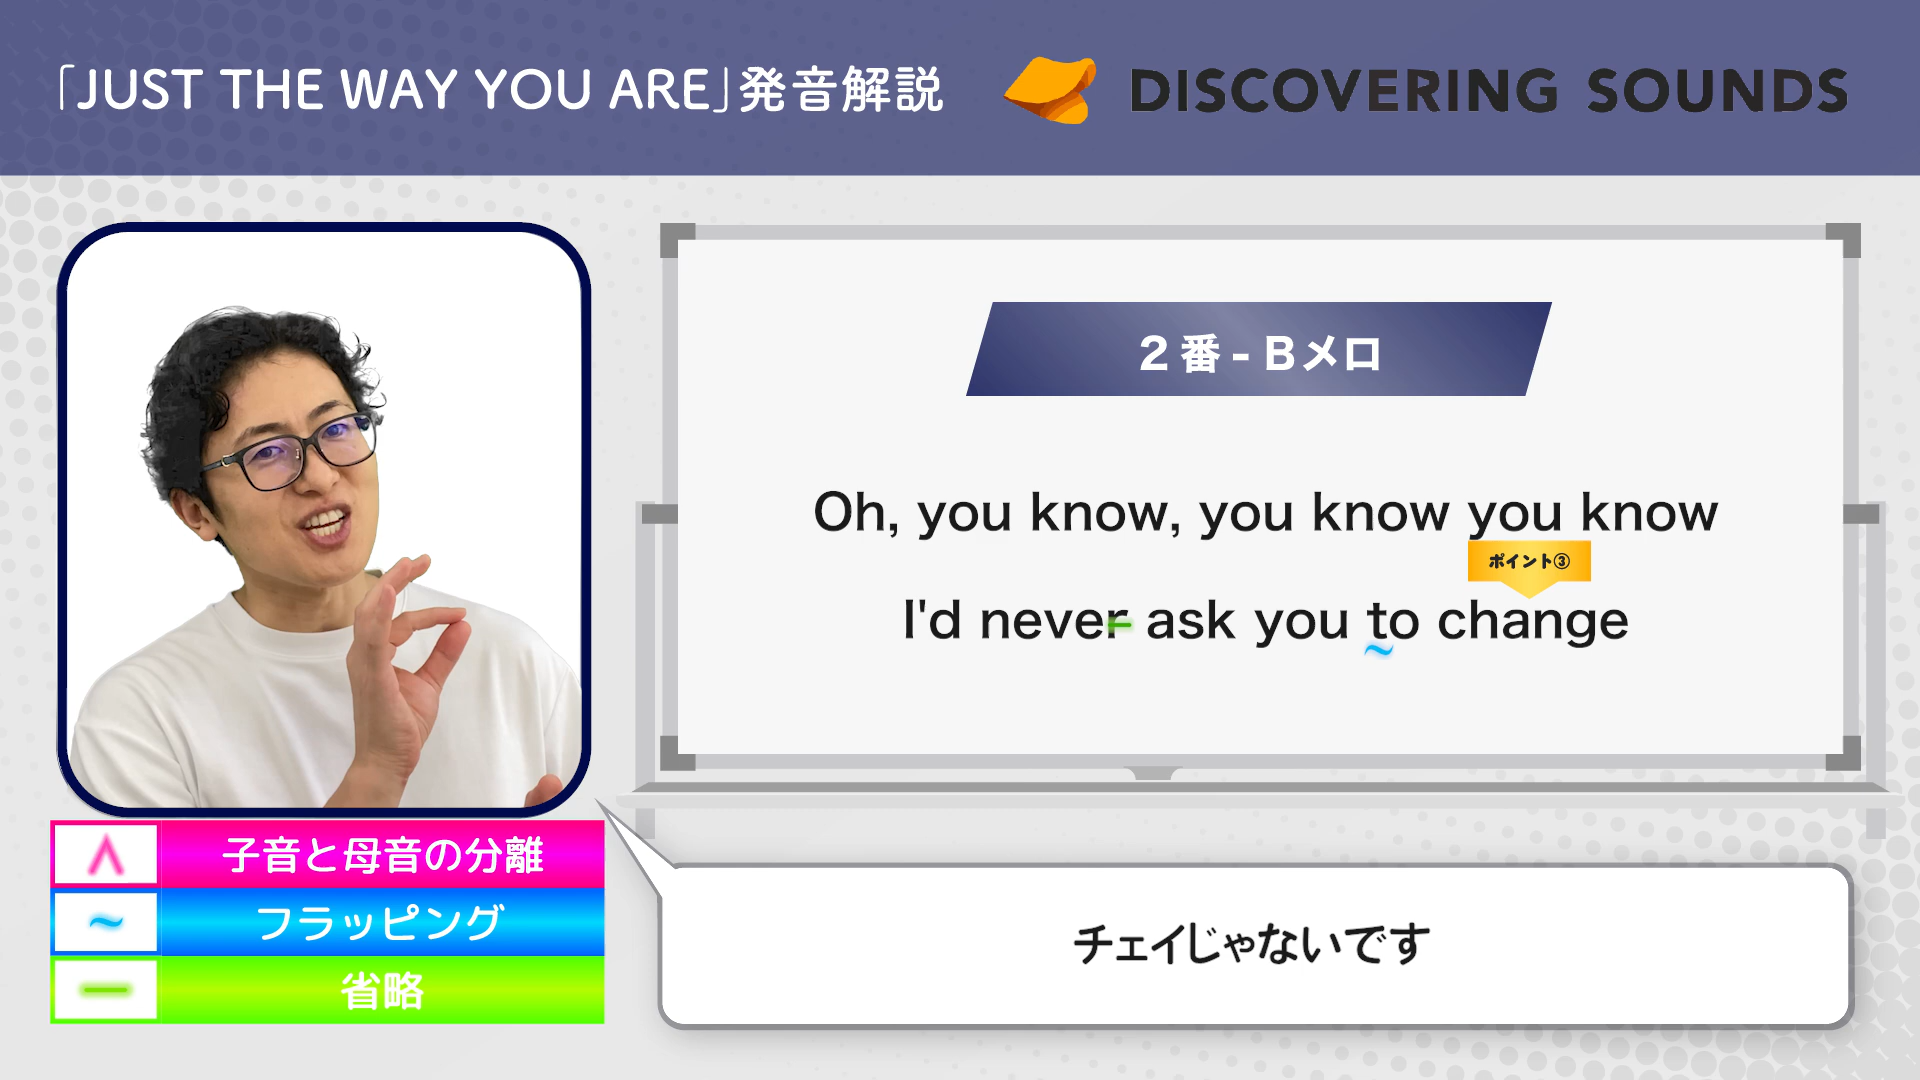 「JUST THE WAY YOU ARE」発音解説
DISCOVERING SOUNDS
2番-Bメロ
Oh, you know, you know you know
ポイント③
I'd never ask you to change
～
∧ 子音と母音の分離
～ フラッピング
ー 省略
チェイじゃないです